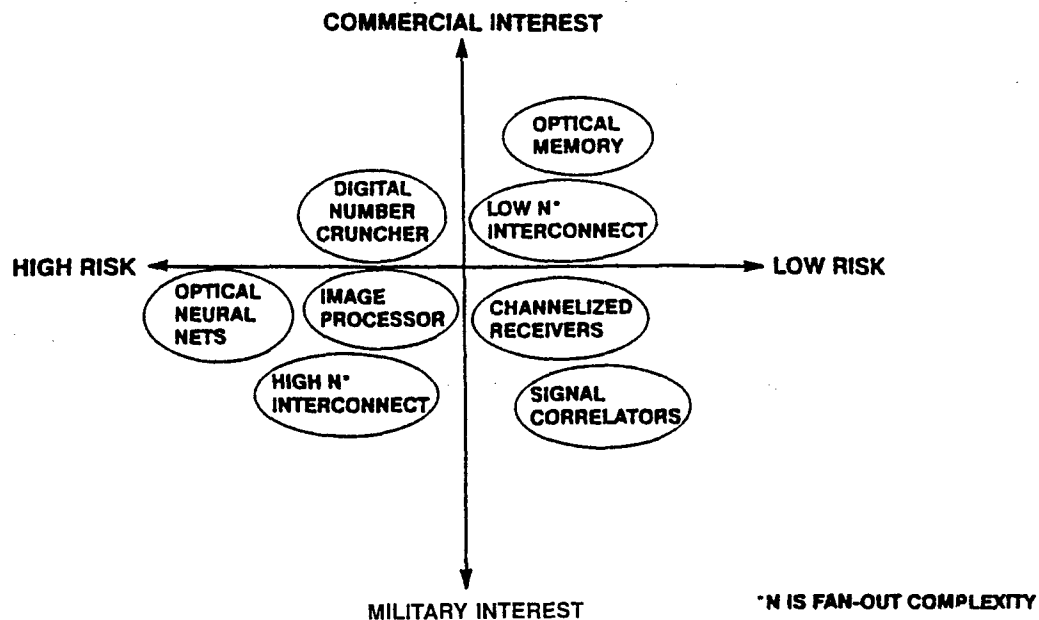 COMMERCIAL INTEREST
OPTICAL
MEMORY
DIGITAL
NUMBER
CRUNCHER
LOW N*
INTERCONNECT
HIGH RISK
LOW RISK
OPTICAL
NEURAL
NETS
IMAGE
PROCESSOR
CHANNELIZED
RECEIVERS
HIGH N*
INTERCONNECT
SIGNAL
CORRELATORS
MILITARY INTEREST
*N IS FAN-OUT COMPLEXITY